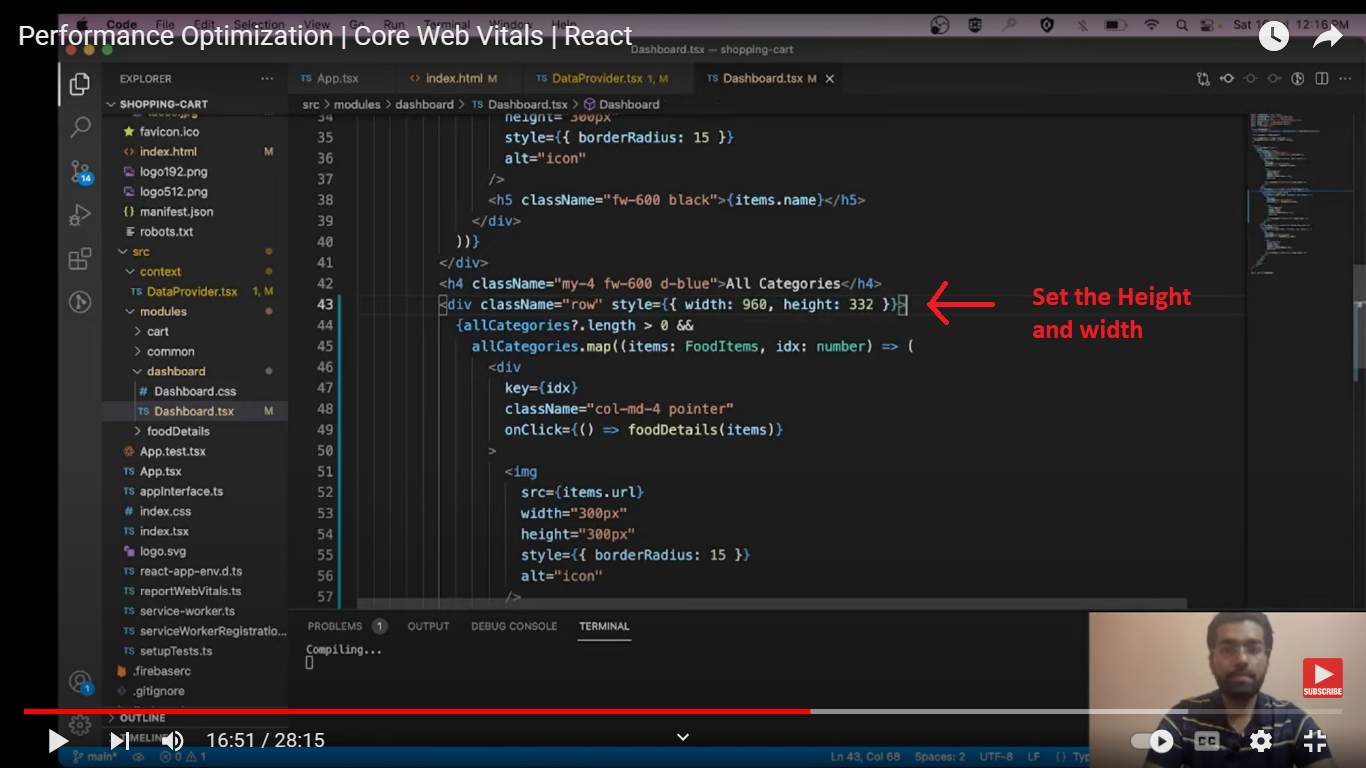 Code File Edit Selection View Go Run Terminal Window Help
12:16 PM
Performance Optimization | Core Web Vitals | React
Dashboard.tsx — shopping-cart
EXPLORER
SHOPPING-CART
favicon.ico
index.html M
logo192.png
logo512.png
manifest.json
robots.txt
src
context
DataProvider.tsx 1, M
modules
cart
common
dashboard
Dashboard.css
Dashboard.tsx M
foodDetails
App.test.tsx
App.tsx
appInterface.ts
index.css
index.tsx
logo.svg
react-app-env.d.ts
reportWebVitals.ts
service-worker.ts
serviceWorkerRegistratio...
setupTests.ts
.firebaserc
.gitignore
OUTLINE
TIMELINE
14
1
TS App.tsx <> index.html M TS DataProvider.tsx 1, M TS Dashboard.tsx M
src > modules > dashboard > TS Dashboard.tsx > Dashboard
34 height="300px"
35 style={{ borderRadius: 15 }}
36 alt="icon"
37 />
38 <h5 className="fw-600 black">{items.name}</h5>
39 </div>
40 ))}
41 </div>
42 <h4 className="my-4 fw-600 d-blue">All Categories</h4>
43 <div className="row" style={{ width: 960, height: 332 }}>
44 {allCategories?.length > 0 &&
45 allCategories.map((items: FoodItems, idx: number) => (
46 <div
47 key={idx}
48 className="col-md-4 pointer"
49 onClick={() => foodDetails(items)}
50 >
51 <img
52 src={items.url}
53 width="300px"
54 height="300px"
55 style={{ borderRadius: 15 }}
56 alt="icon"
57 />
Set the Height
and width
PROBLEMS 1 OUTPUT DEBUG CONSOLE TERMINAL
Compiling...
SUBSCRIBE
16:51 / 28:15
CC
main* 0 1 Ln 43, Col 68 Spaces: 2 UTF-8 LF {}